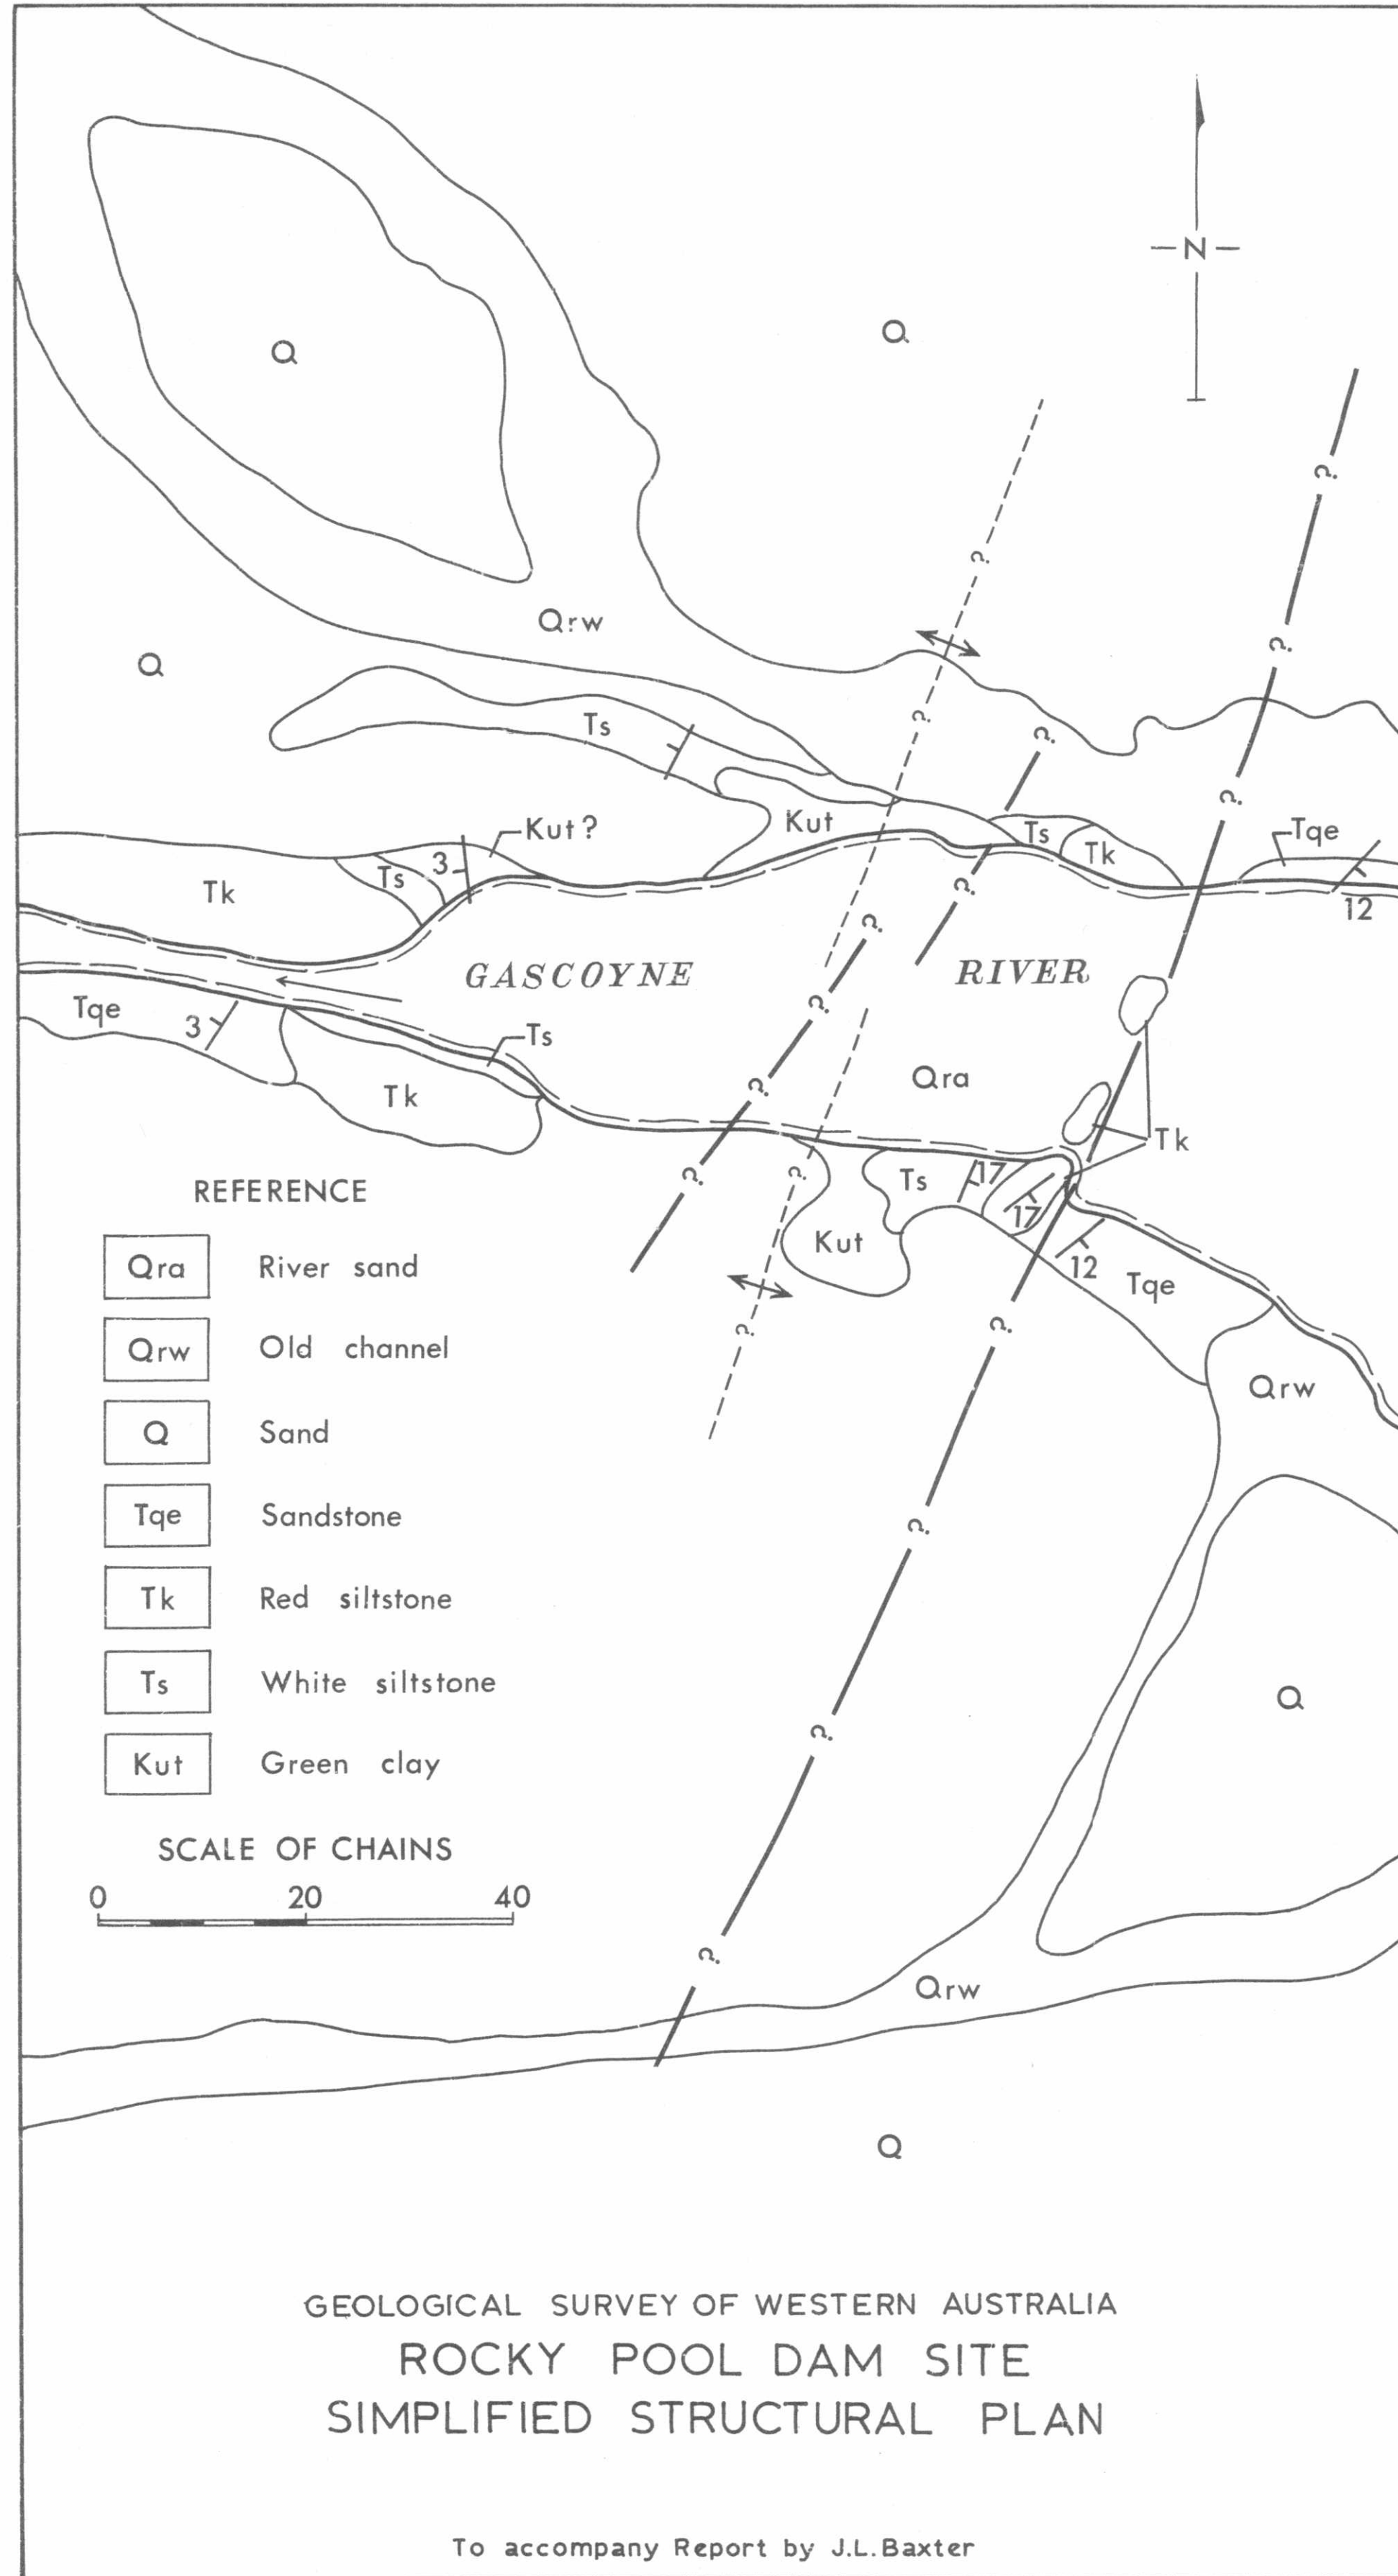 N
Q
Q
?
?
?
Qrw
Q
?
Ts
?
?
Kut
Kut?
Ts
Tk
Tqe
3
Ts
Tk
12
?
?
GASCOYNE RIVER
Tqe
3
?
Ts
Tk
Qra
?
Tk
?
?
Ts
17
17
Kut
12
Tqe
?
?
Qrw
?
Q
?
?
Qrw
Q
REFERENCE
Qra River sand
Qrw Old channel
Q Sand
Tqe Sandstone
Tk Red siltstone
Ts White siltstone
Kut Green clay
SCALE OF CHAINS
0 20 40
GEOLOGICAL SURVEY OF WESTERN AUSTRALIA
ROCKY POOL DAM SITE
SIMPLIFIED STRUCTURAL PLAN
To accompany Report by J.L.Baxter